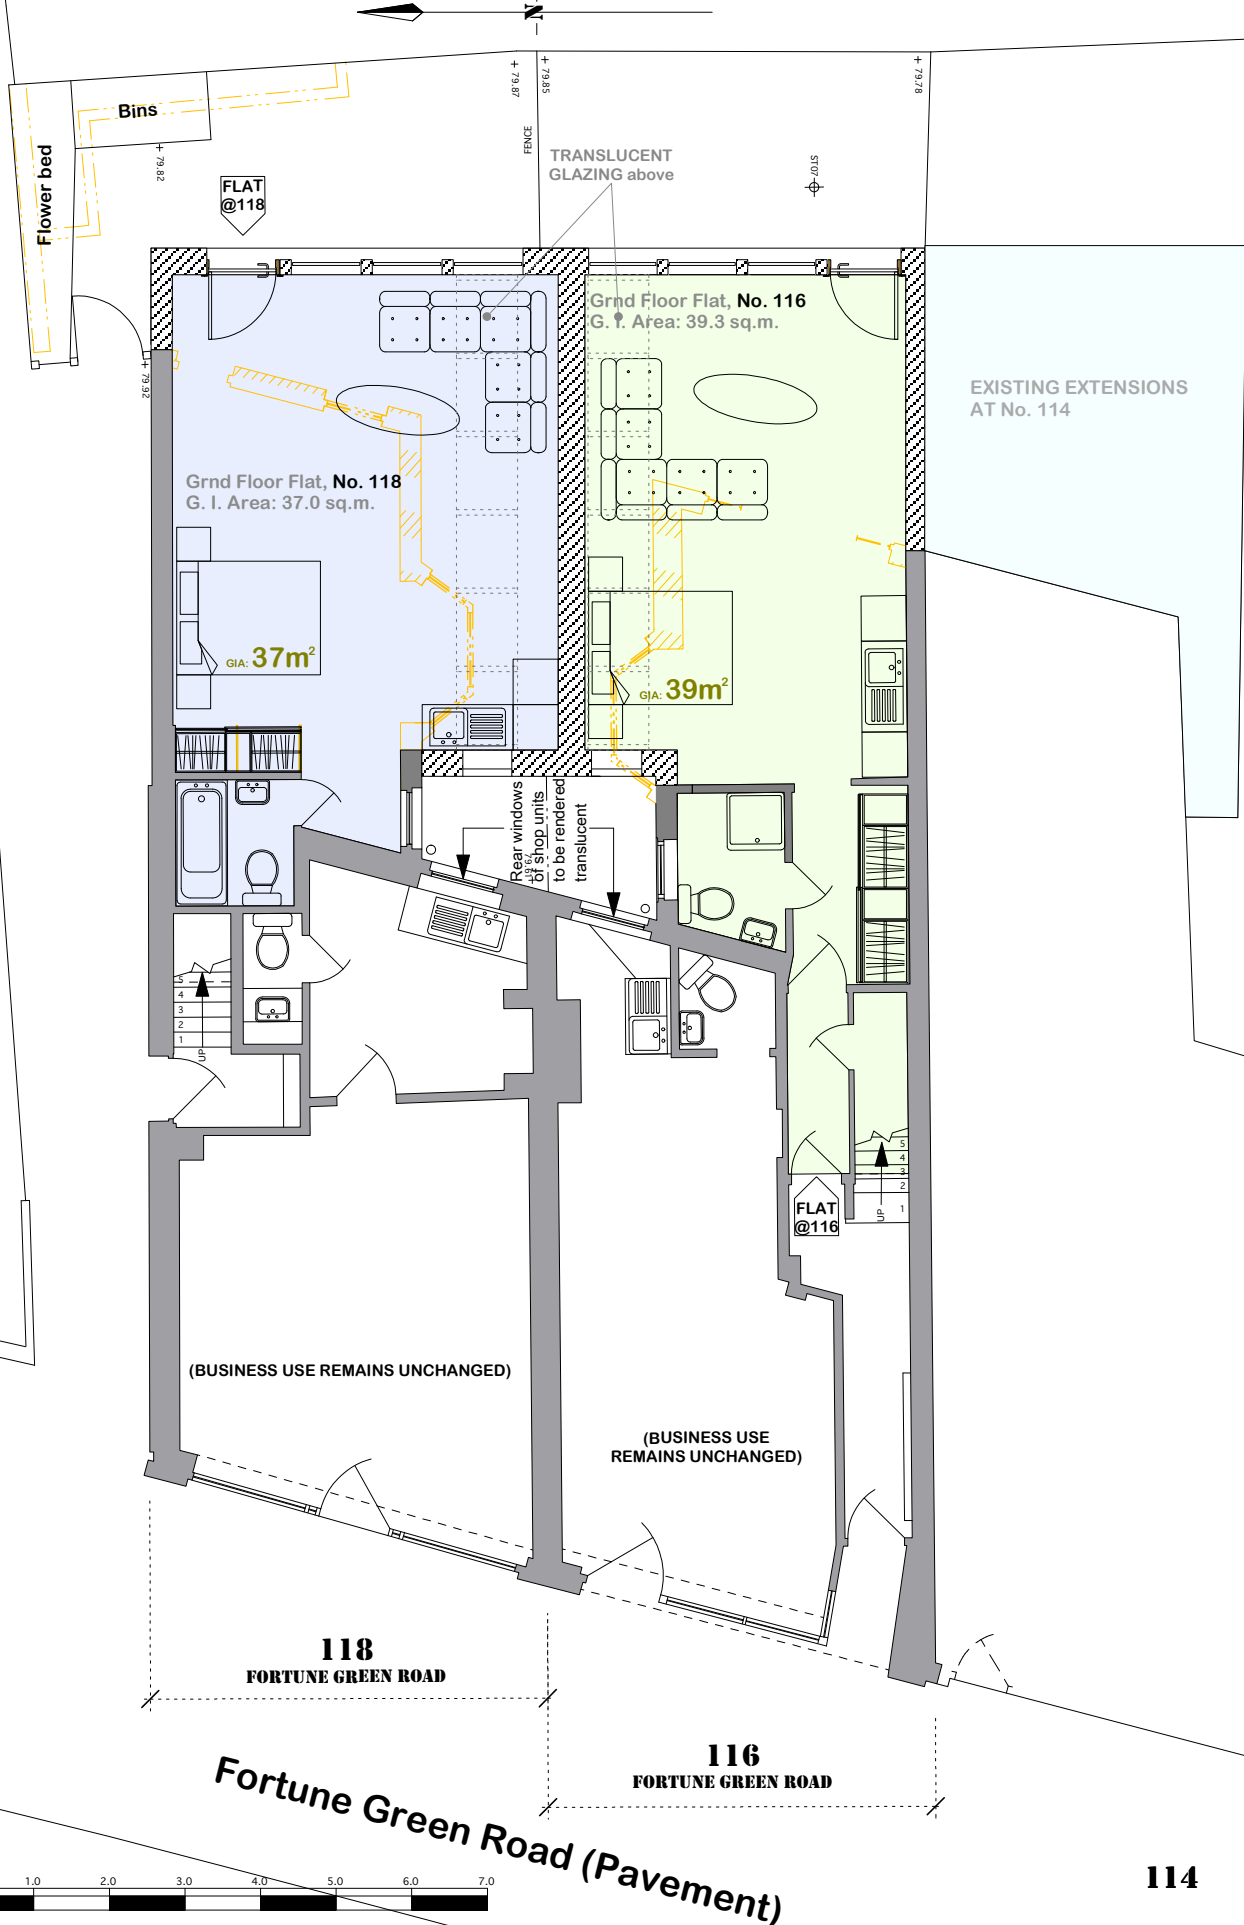 -N-
Bins
Flower bed
+ 79.82
+ 79.87
+ 79.85
+ 79.78
FENCE
ST07
TRANSLUCENT
GLAZING above
FLAT
@118
+ 79.92
Grnd Floor Flat, No. 116
G. I. Area: 39.3 sq.m.
EXISTING EXTENSIONS
AT No. 114
Grnd Floor Flat, No. 118
G. I. Area: 37.0 sq.m.
GIA: 37m²
GIA: 39m²
Rear windows
of shop units
to be rendered
translucent
+ 79.61
5
4
3
2
1
UP
5
4
3
2
1
UP
FLAT
@116
(BUSINESS USE REMAINS UNCHANGED)
(BUSINESS USE
REMAINS UNCHANGED)
118
FORTUNE GREEN ROAD
116
FORTUNE GREEN ROAD
Fortune Green Road (Pavement)
114
1.0 2.0 3.0 4.0 5.0 6.0 7.0